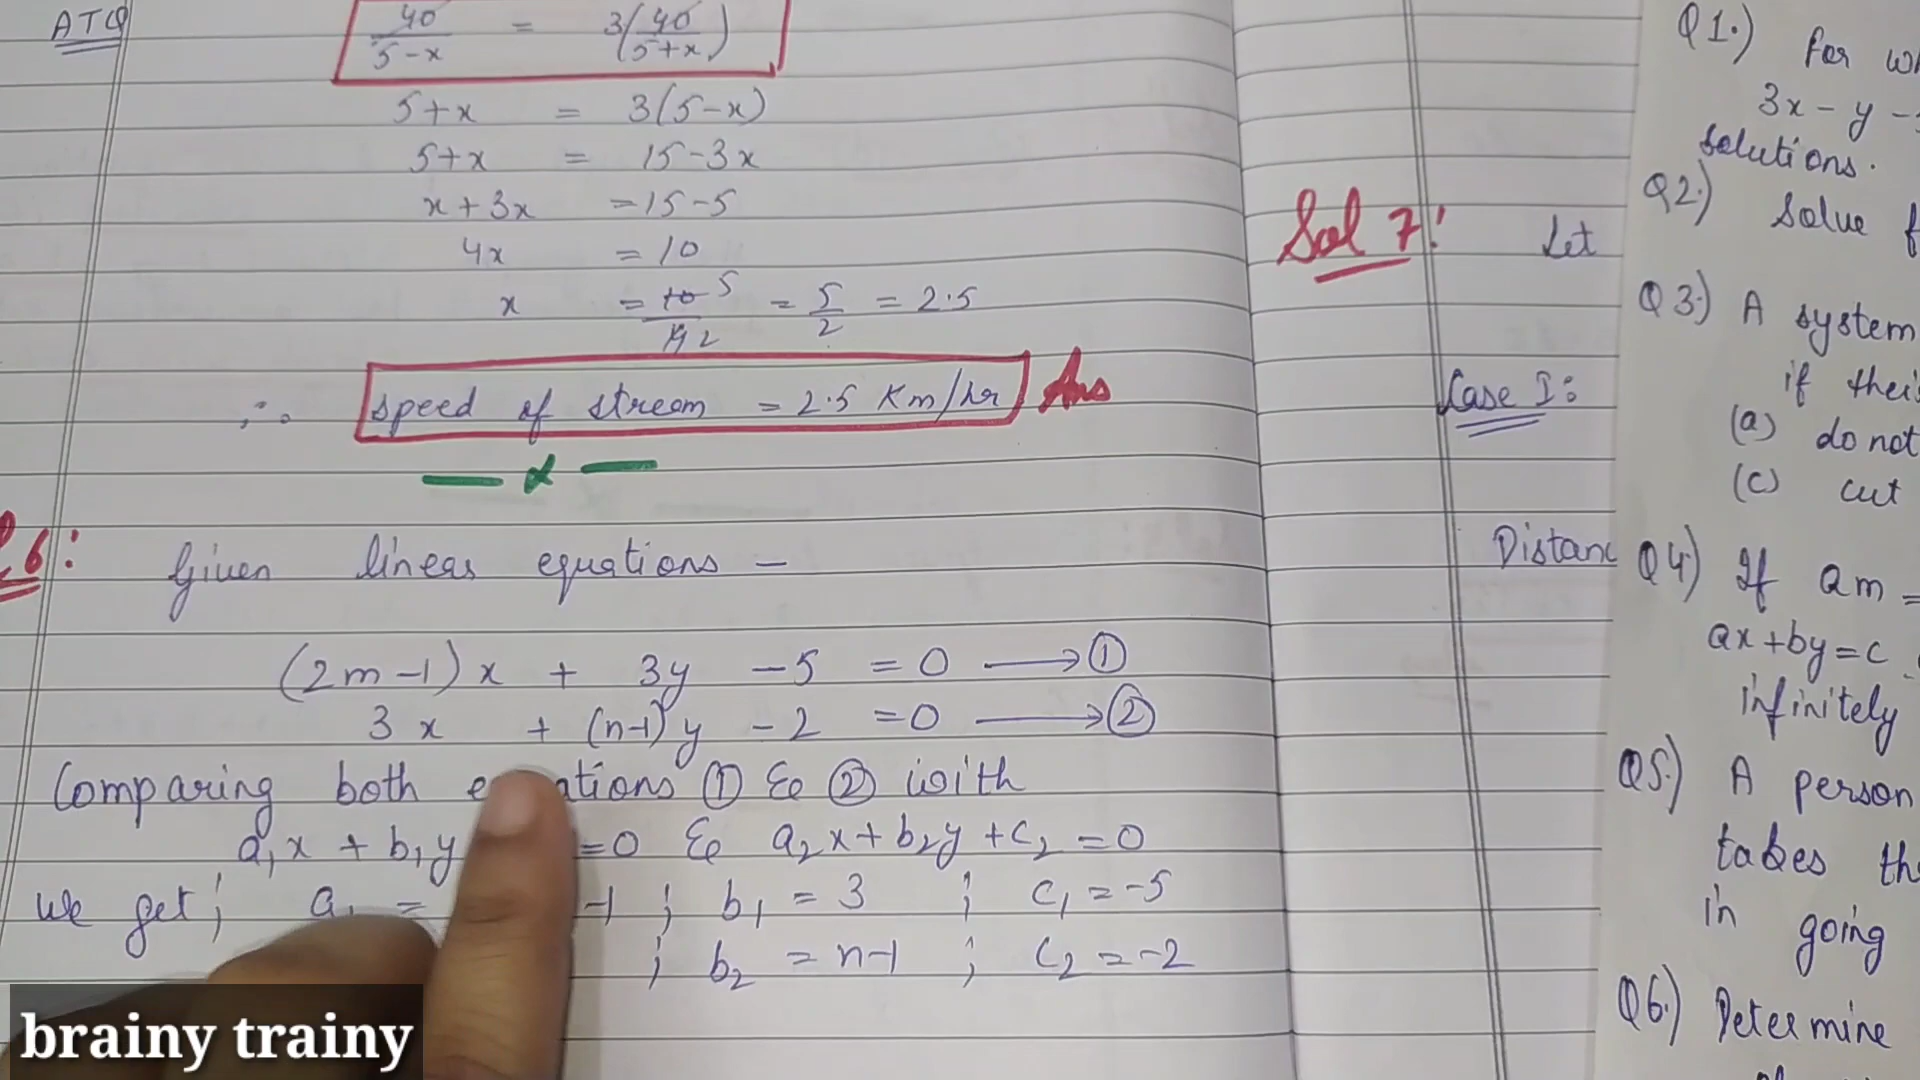 ATQ
40/(5-x) = 3(40/(5+x))
5+x = 3(5-x)
5+x = 15-3x
x+3x = 15-5
4x = 10
x = 10/4 5/2 = 5/2 = 2.5
∴ speed of stream = 2.5 Km/hr Ans
6:
Given linear equations -
(2m-1)x + 3y -5 = 0 → ①
3x + (n-1)y -2 = 0 → ②
Comparing both ations ① & ② with
a₁x + b₁y =0 & a₂x+b₂y+c₂=0
We get; a₁ = -1 ; b₁ = 3 ; c₁=-5
; b₂ = n-1 ; c₂=-2
Sol 7:
Let
Case I:
Distanc
Q1.) For
3x-y-
solutions.
Q2.) Solve
Q3.) A system
if
(a) do not
(c) cut
Q4.) If am =
ax+by=c
infinitely
Q5.) A person
takes
in going
Q6.) Determine
brainy trainy